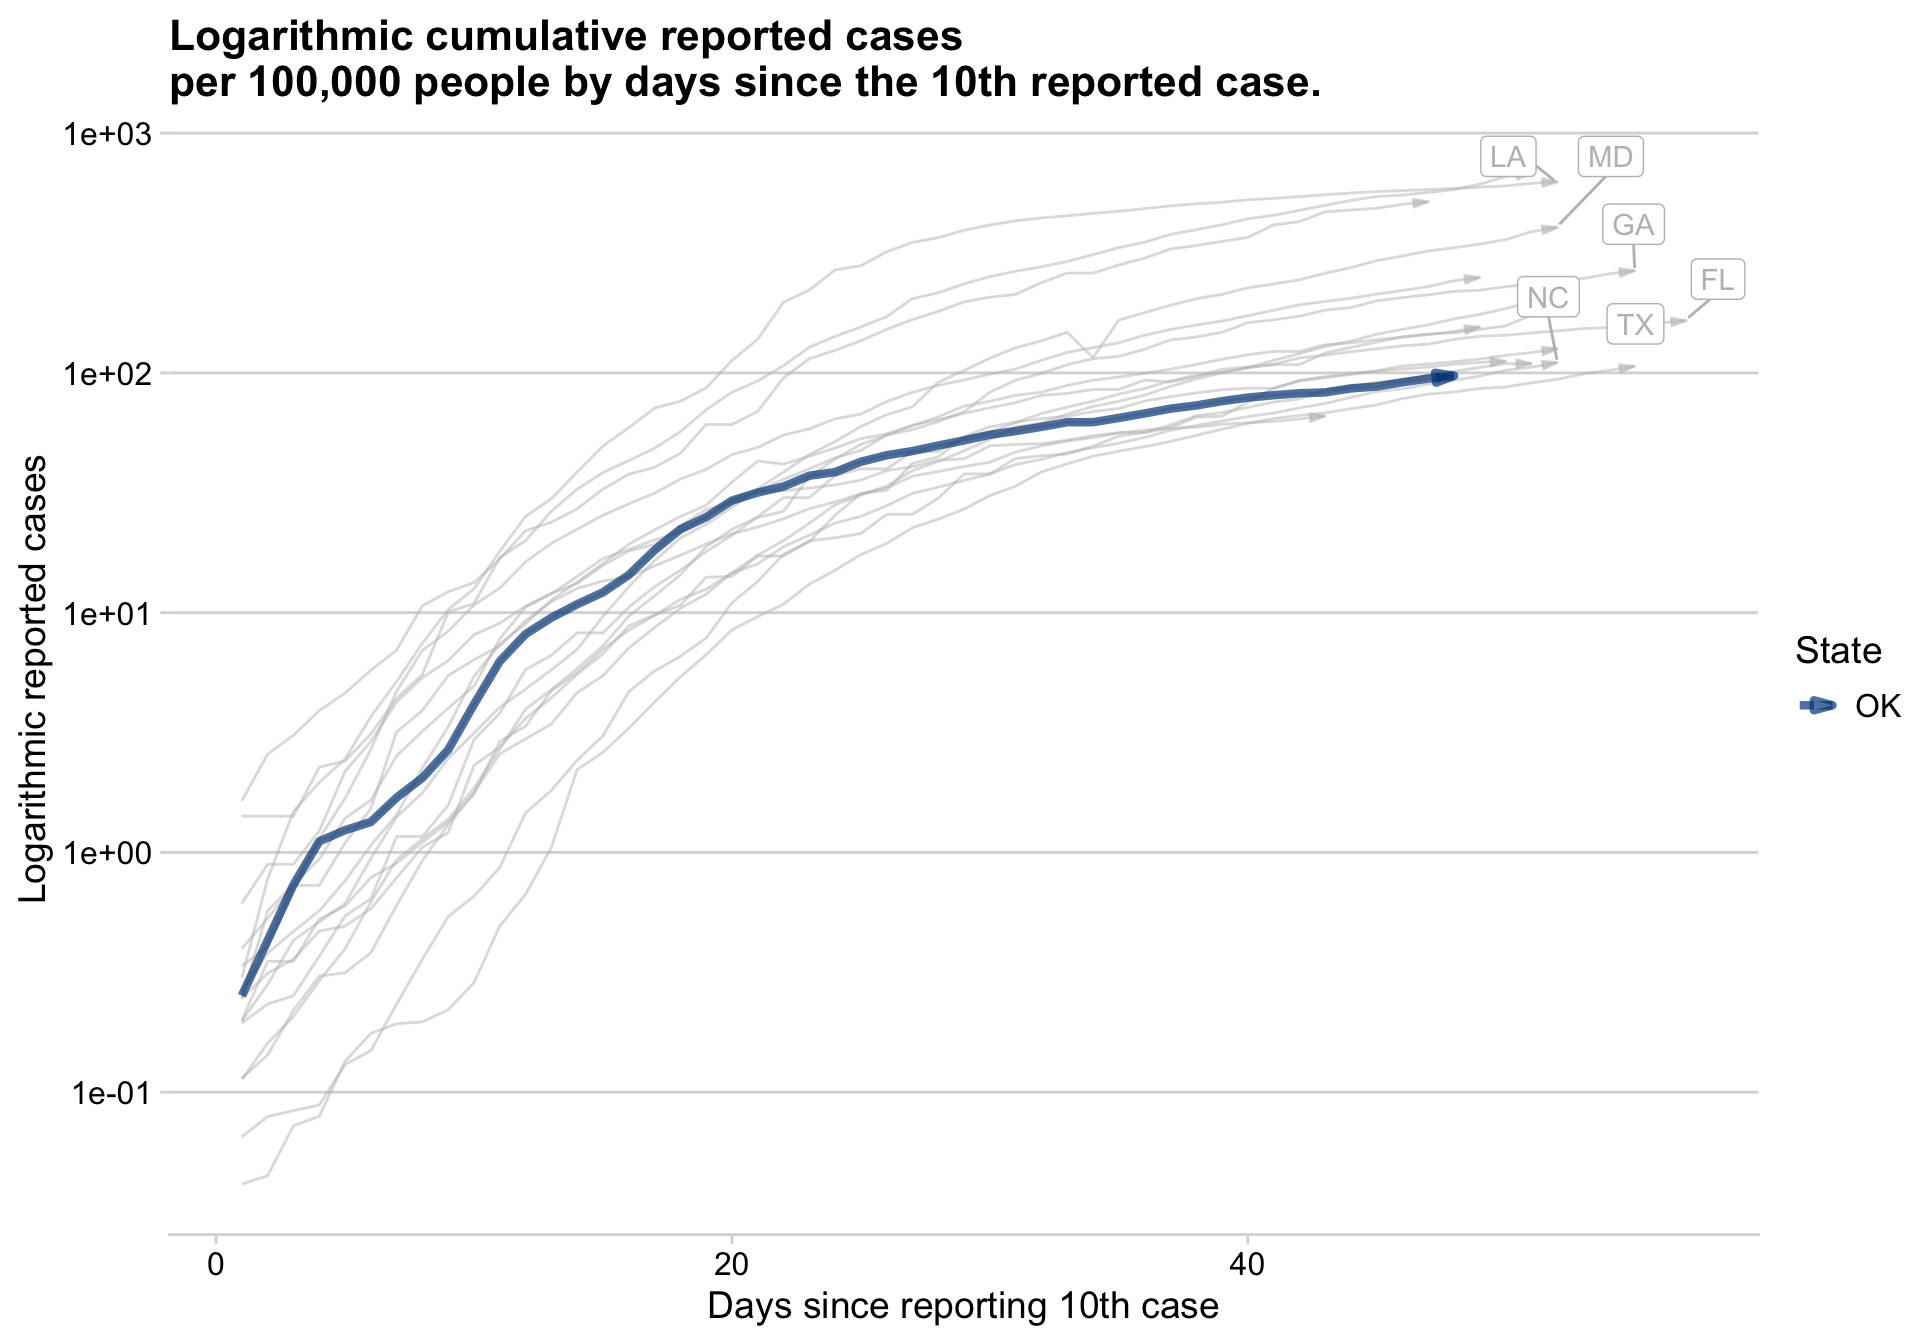 Logarithmic cumulative reported cases
per 100,000 people by days since the 10th reported case.
1e+03
1e+02
1e+01
1e+00
1e-01
Logarithmic reported cases
LA
MD
GA
FL
NC
TX
State
OK
0
20
40
Days since reporting 10th case